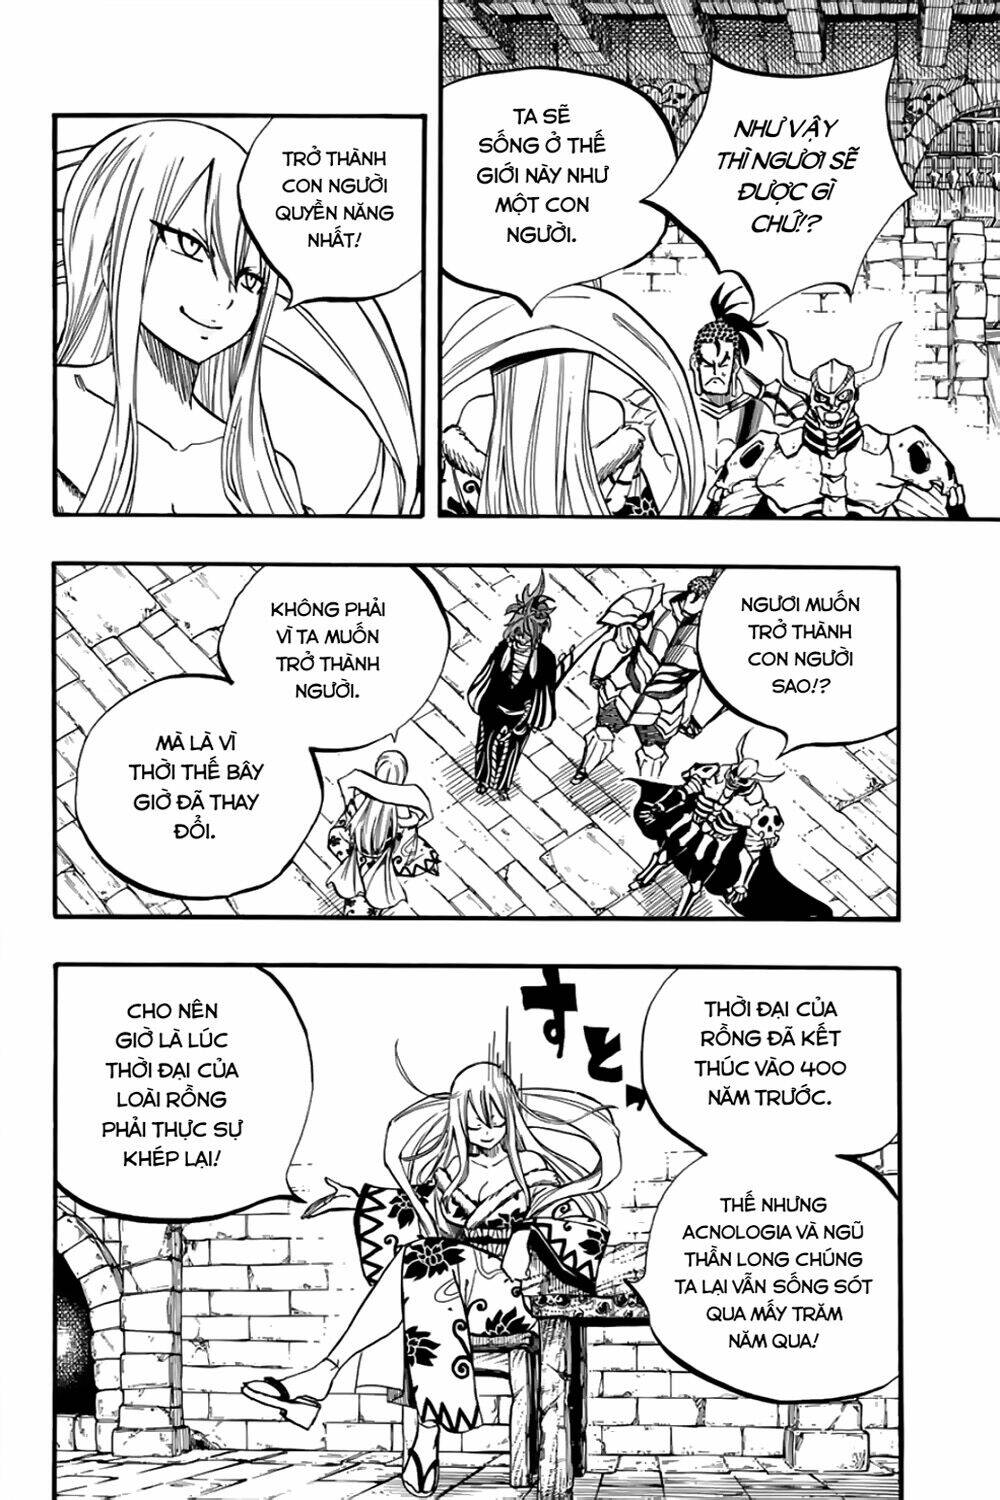 NHƯ VẬY
THÌ NGƯƠI SẼ
ĐƯỢC GÌ
CHỨ!?
TA SẼ
SỐNG Ở THẾ
GIỚI NÀY NHƯ
MỘT CON
NGƯỜI.
TRỞ THÀNH
CON NGƯỜI
QUYỀN NĂNG
NHẤT!
NGƯƠI MUỐN
TRỞ THÀNH
CON NGƯỜI
SAO!?
KHÔNG PHẢI
VÌ TA MUỐN
TRỞ THÀNH
NGƯỜI.
MÀ LÀ VÌ
THỜI THẾ BÂY
GIỜ ĐÃ THAY
ĐỔI.
THỜI ĐẠI CỦA
RỒNG ĐÃ KẾT
THÚC VÀO 400
NĂM TRƯỚC.
THẾ NHƯNG
ACNOLOGIA VÀ NGŨ
THẦN LONG CHÚNG
TA LẠI VẪN SỐNG SÓT
QUA MẤY TRĂM
NĂM QUA!
すとっ
CHO NÊN
GIỜ LÀ LÚC
THỜI ĐẠI CỦA
LOÀI RỒNG
PHẢI THỰC SỰ
KHÉP LẠI!